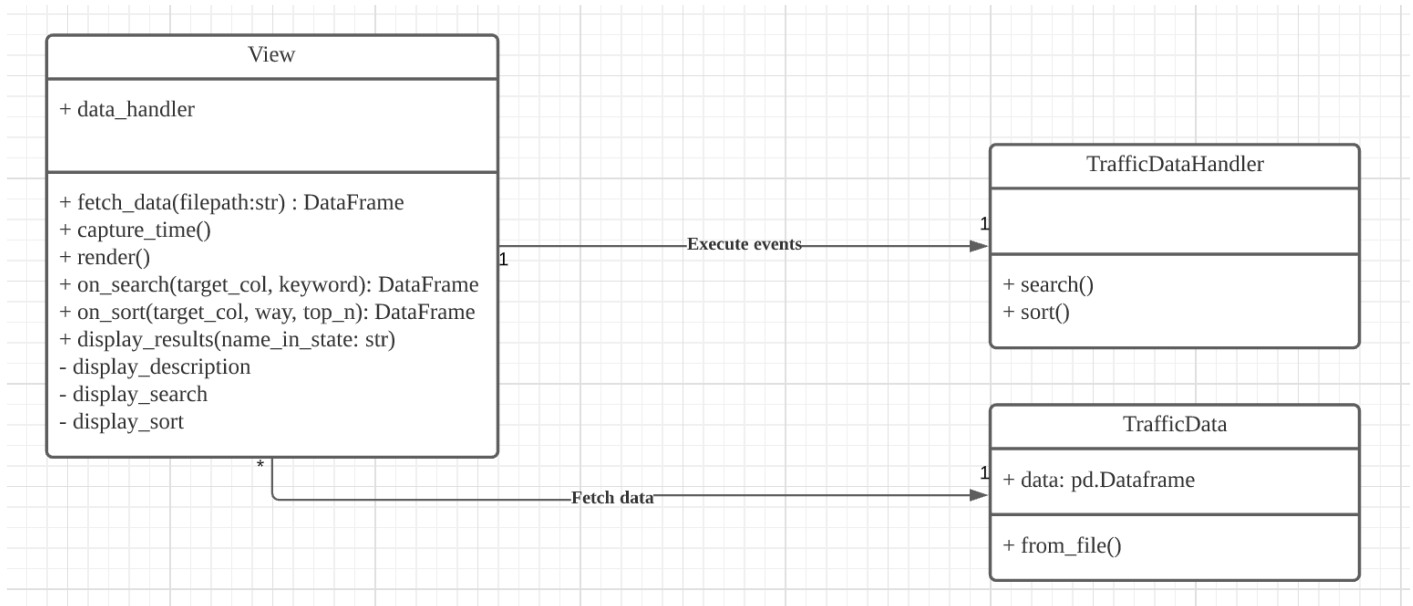 View
+ data_handler
+ fetch_data(filepath:str) : DataFrame
+ capture_time()
+ render()
+ on_search(target_col, keyword): DataFrame
+ on_sort(target_col, way, top_n): DataFrame
+ display_results(name_in_state: str)
- display_description
- display_search
- display_sort
1
Execute events
1
TrafficDataHandler
+ search()
+ sort()
*
Fetch data
1
TrafficData
+ data: pd.Dataframe
+ from_file()